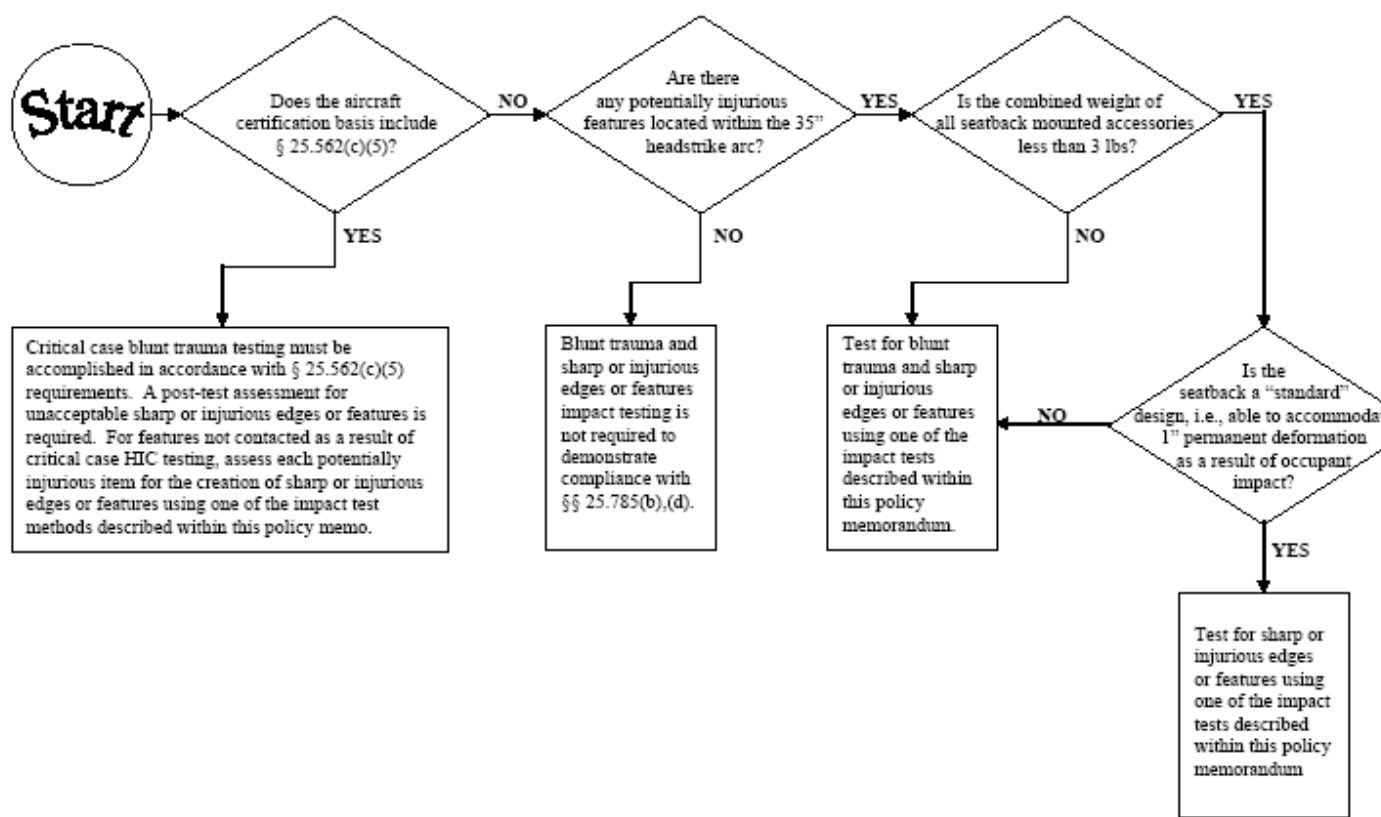 Start
Does the aircraft
certification basis include
§ 25.562(c)(5)?
NO
Are there
any potentially injurious
features located within the 35”
headstrike arc?
YES
Is the combined weight of
all seatback mounted accessories
less than 3 lbs?
YES
YES
NO
NO
Critical case blunt trauma testing must be
accomplished in accordance with § 25.562(c)(5)
requirements. A post-test assessment for
unacceptable sharp or injurious edges or features is
required. For features not contacted as a result of
critical case HIC testing, assess each potentially
injurious item for the creation of sharp or injurious
edges or features using one of the impact test
methods described within this policy memo.
Blunt trauma and
sharp or injurious
edges or features
impact testing is
not required to
demonstrate
compliance with
§§ 25.785(b),(d).
Test for blunt
trauma and sharp
or injurious
edges or features
using one of the
impact tests
described within
this policy
memorandum.
NO
Is the
seatback a “standard”
design, i.e., able to accommodat
1” permanent deformation
as a result of occupant
impact?
YES
Test for sharp or
injurious edges
or features using
one of the impact
tests described
within this policy
memorandum